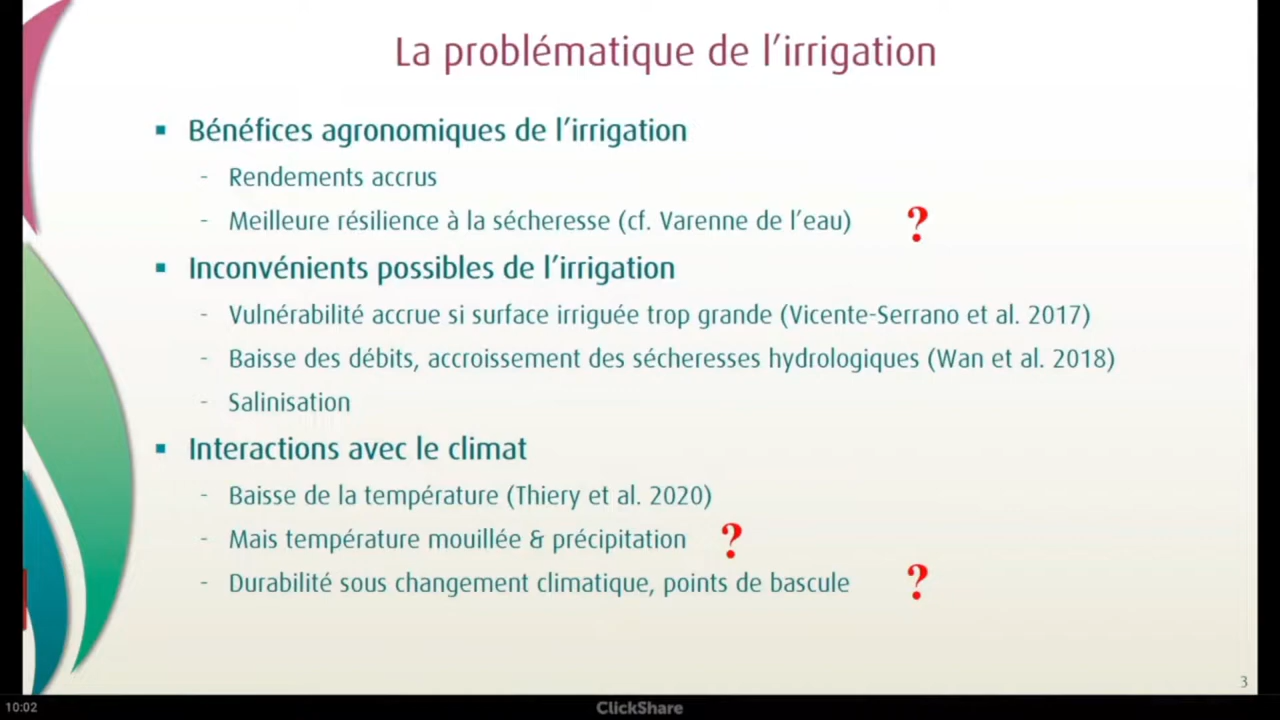 La problématique de l'irrigation
▪ Bénéfices agronomiques de l'irrigation
- Rendements accrus
- Meilleure résilience à la sécheresse (cf. Varenne de l'eau) ?
▪ Inconvénients possibles de l'irrigation
- Vulnérabilité accrue si surface irriguée trop grande (Vicente-Serrano et al. 2017)
- Baisse des débits, accroissement des sécheresses hydrologiques (Wan et al. 2018)
- Salinisation
▪ Interactions avec le climat
- Baisse de la température (Thiery et al. 2020)
- Mais température mouillée & précipitation ?
- Durabilité sous changement climatique, points de bascule ?
3
10:02
ClickShare